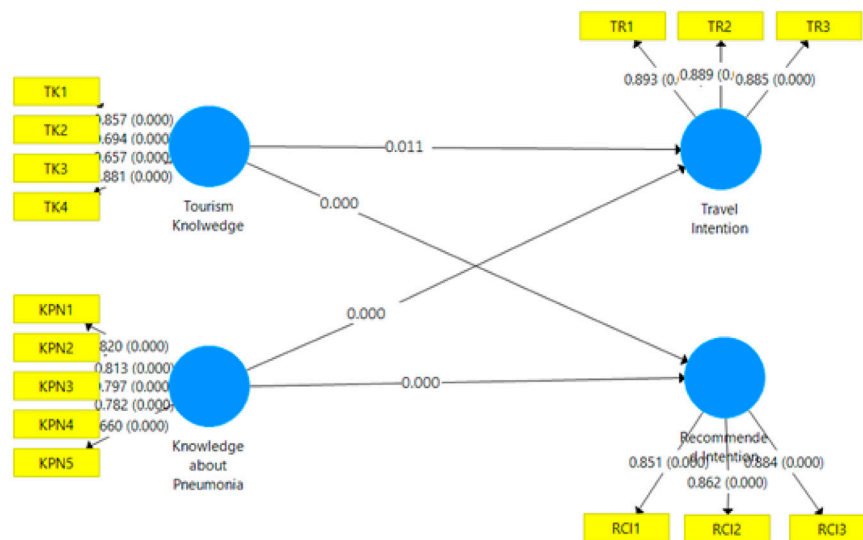 TR1
TR2
TR3
0.893 (0.
0.889 (0.
0.885 (0.000)
TK1
TK2
TK3
TK4
.857 (0.000)
.694 (0.000)
.657 (0.000)
.881 (0.000)
Tourism
Knolwedge
0.011
0.000
Travel
Intention
KPN1
KPN2
KPN3
KPN4
KPN5
.820 (0.000)
0.813 (0.000)
0.797 (0.000)
0.782 (0.000)
.660 (0.000)
Knowledge
about
Pneumonia
0.000
0.000
Recommende
d Intention
0.851 (0.000)
0.862 (0.000)
0.884 (0.000)
RCI1
RCI2
RCI3